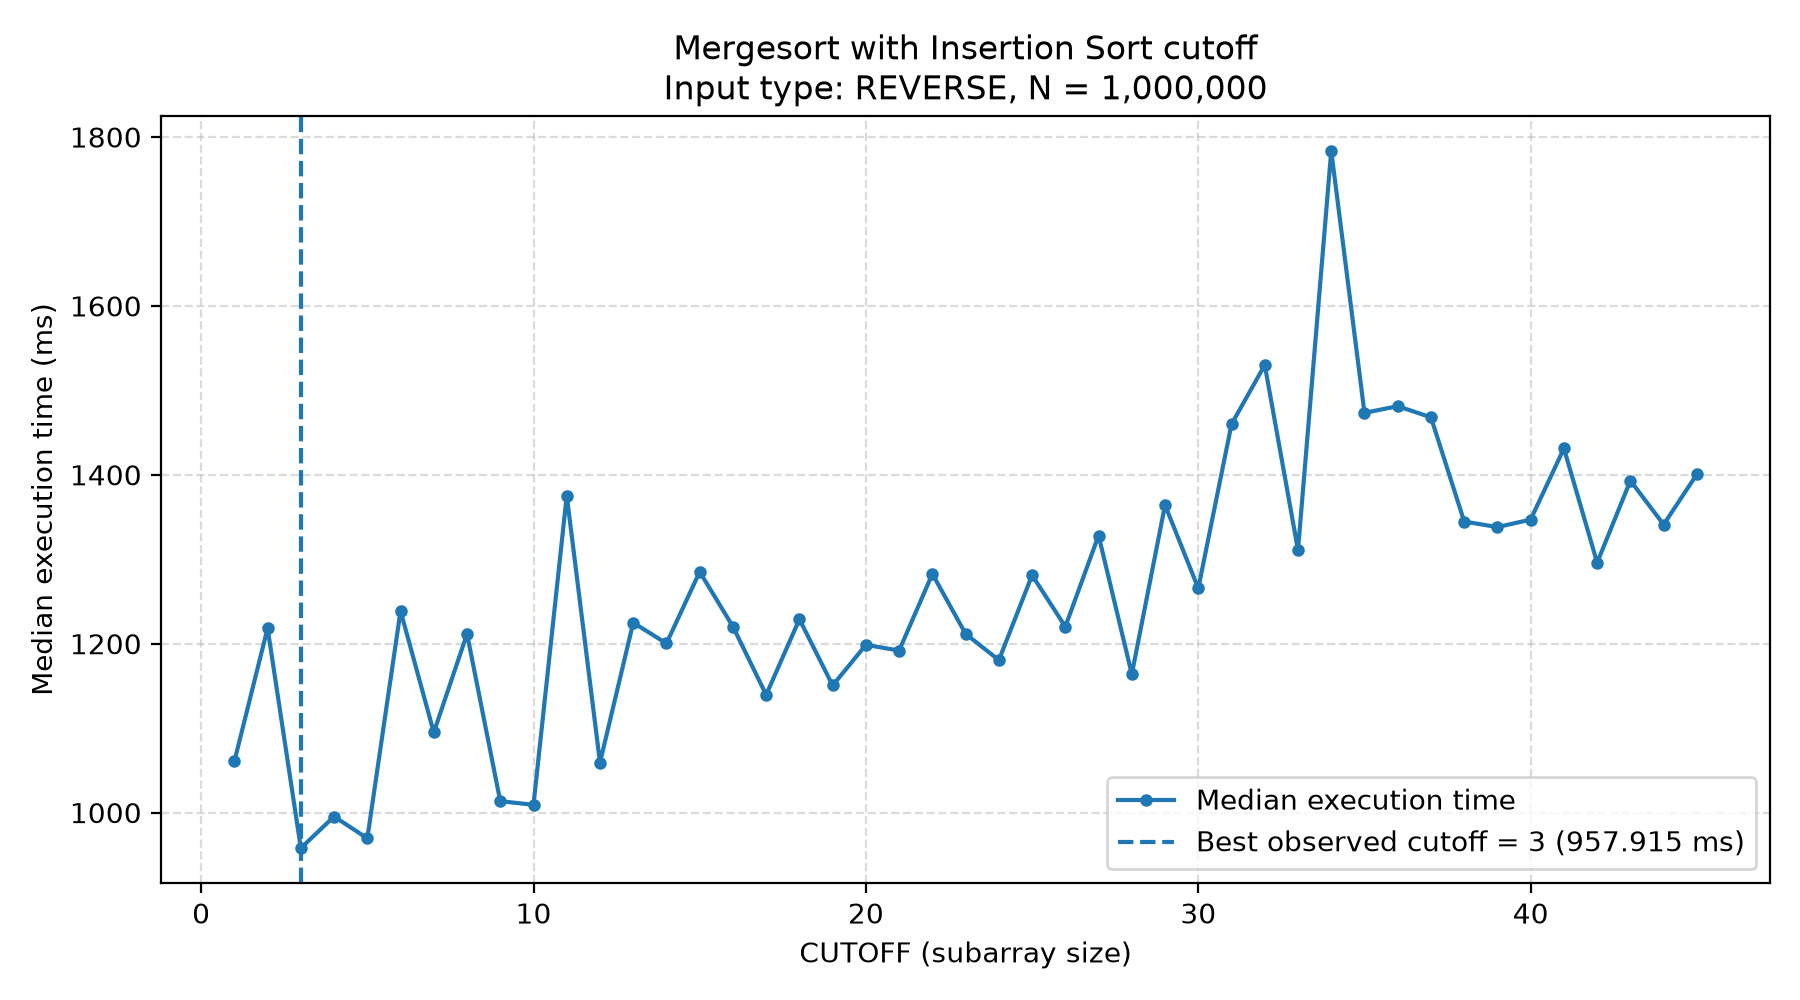 Mergesort with Insertion Sort cutoff
Input type: REVERSE, N = 1,000,000
Median execution time (ms)
1800
1600
1400
1200
1000
0
10
20
30
40
CUTOFF (subarray size)
Median execution time
Best observed cutoff = 3 (957.915 ms)